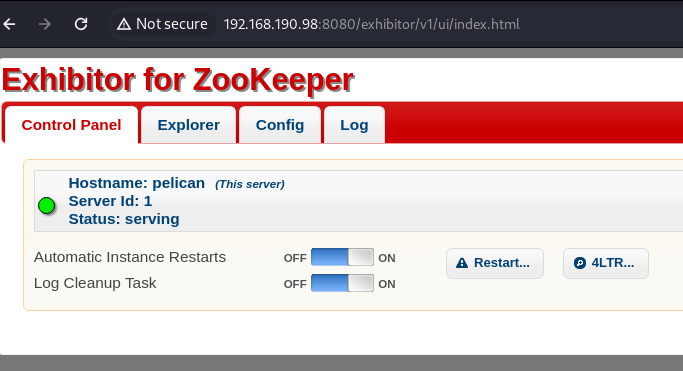 Not secure 192.168.190.98:8080/exhibitor/v1/ui/index.html
Exhibitor for ZooKeeper
Control Panel Explorer Config Log
Hostname: pelican (This server)
Server Id: 1
Status: serving
Automatic Instance Restarts OFF ON Restart... 4LTR...
Log Cleanup Task OFF ON